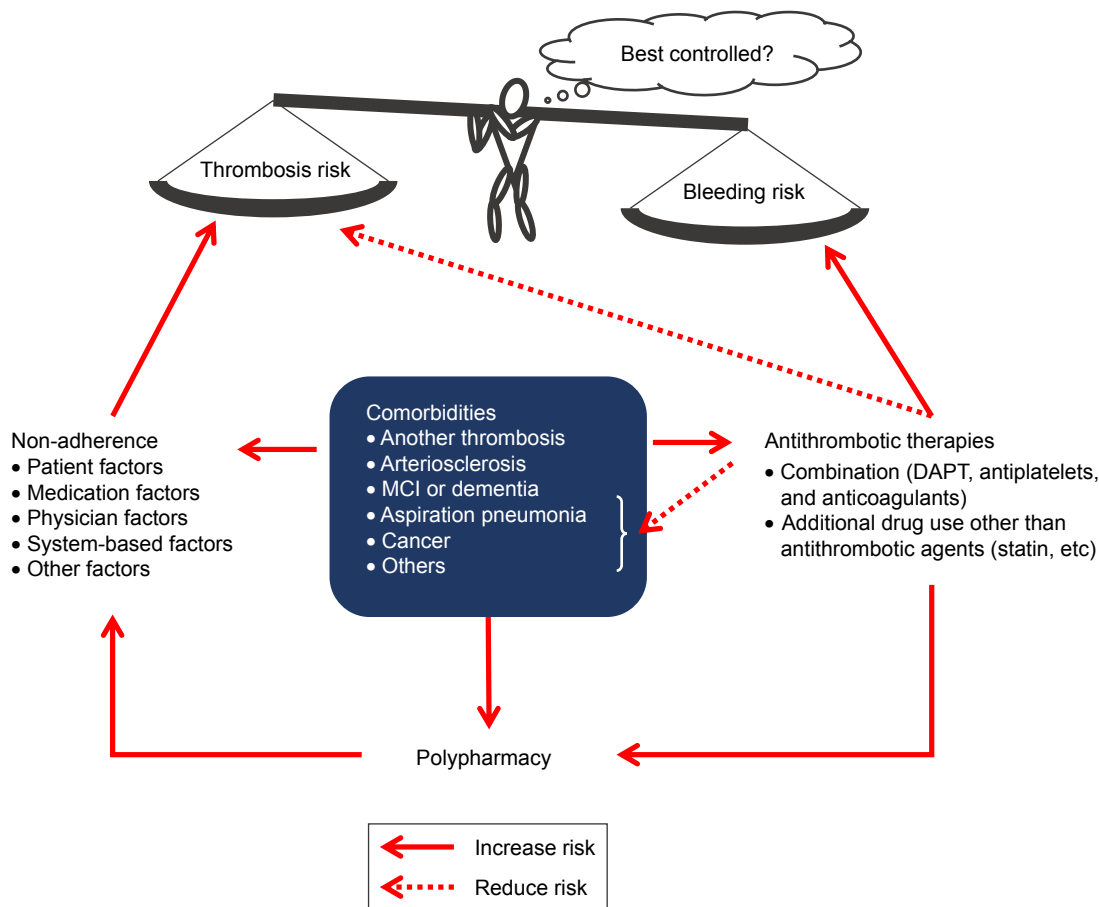 Best controlled?
Thrombosis risk
Bleeding risk
Non-adherence
• Patient factors
• Medication factors
• Physician factors
• System-based factors
• Other factors
Comorbidities
• Another thrombosis
• Arteriosclerosis
• MCI or dementia
• Aspiration pneumonia
• Cancer
• Others
Antithrombotic therapies
• Combination (DAPT, antiplatelets,
and anticoagulants)
• Additional drug use other than
antithrombotic agents (statin, etc)
Polypharmacy
Increase risk
Reduce risk